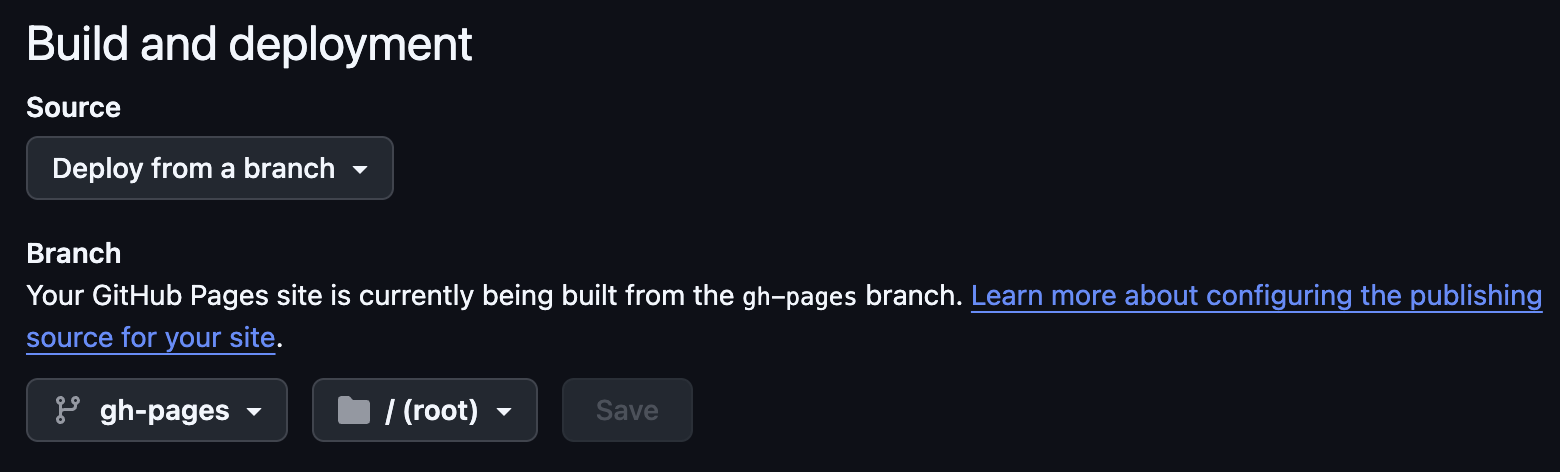 Build and deployment
Source
Deploy from a branch
Branch
Your GitHub Pages site is currently being built from the gh-pages branch. Learn more about configuring the publishing
source for your site.
gh-pages / (root) Save